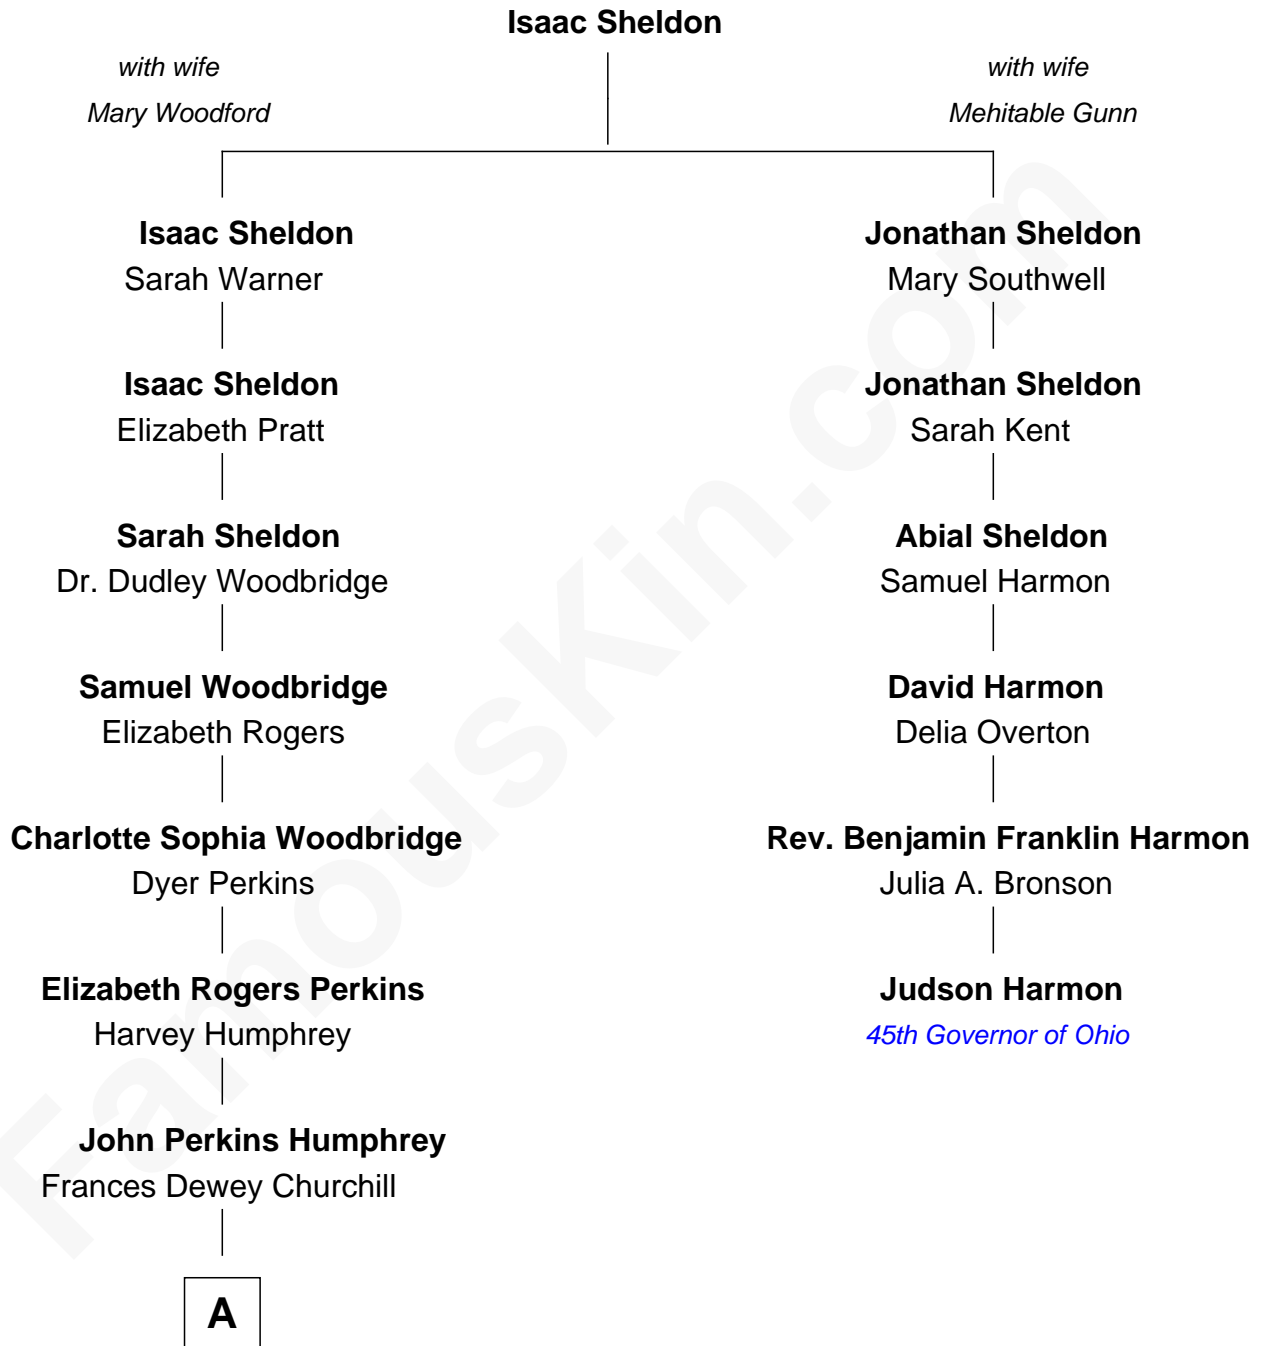 Isaac Sheldon
with wife
Mary Woodford
with wife
Mehitable Gunn
Isaac Sheldon
Sarah Warner
Jonathan Sheldon
Mary Southwell
Isaac Sheldon
Elizabeth Pratt
Jonathan Sheldon
Sarah Kent
Sarah Sheldon
Dr. Dudley Woodbridge
Abial Sheldon
Samuel Harmon
Samuel Woodbridge
Elizabeth Rogers
David Harmon
Delia Overton
Charlotte Sophia Woodbridge
Dyer Perkins
Rev. Benjamin Franklin Harmon
Julia A. Bronson
Elizabeth Rogers Perkins
Harvey Humphrey
Judson Harmon
45th Governor of Ohio
John Perkins Humphrey
Frances Dewey Churchill
A
FamousKin.com